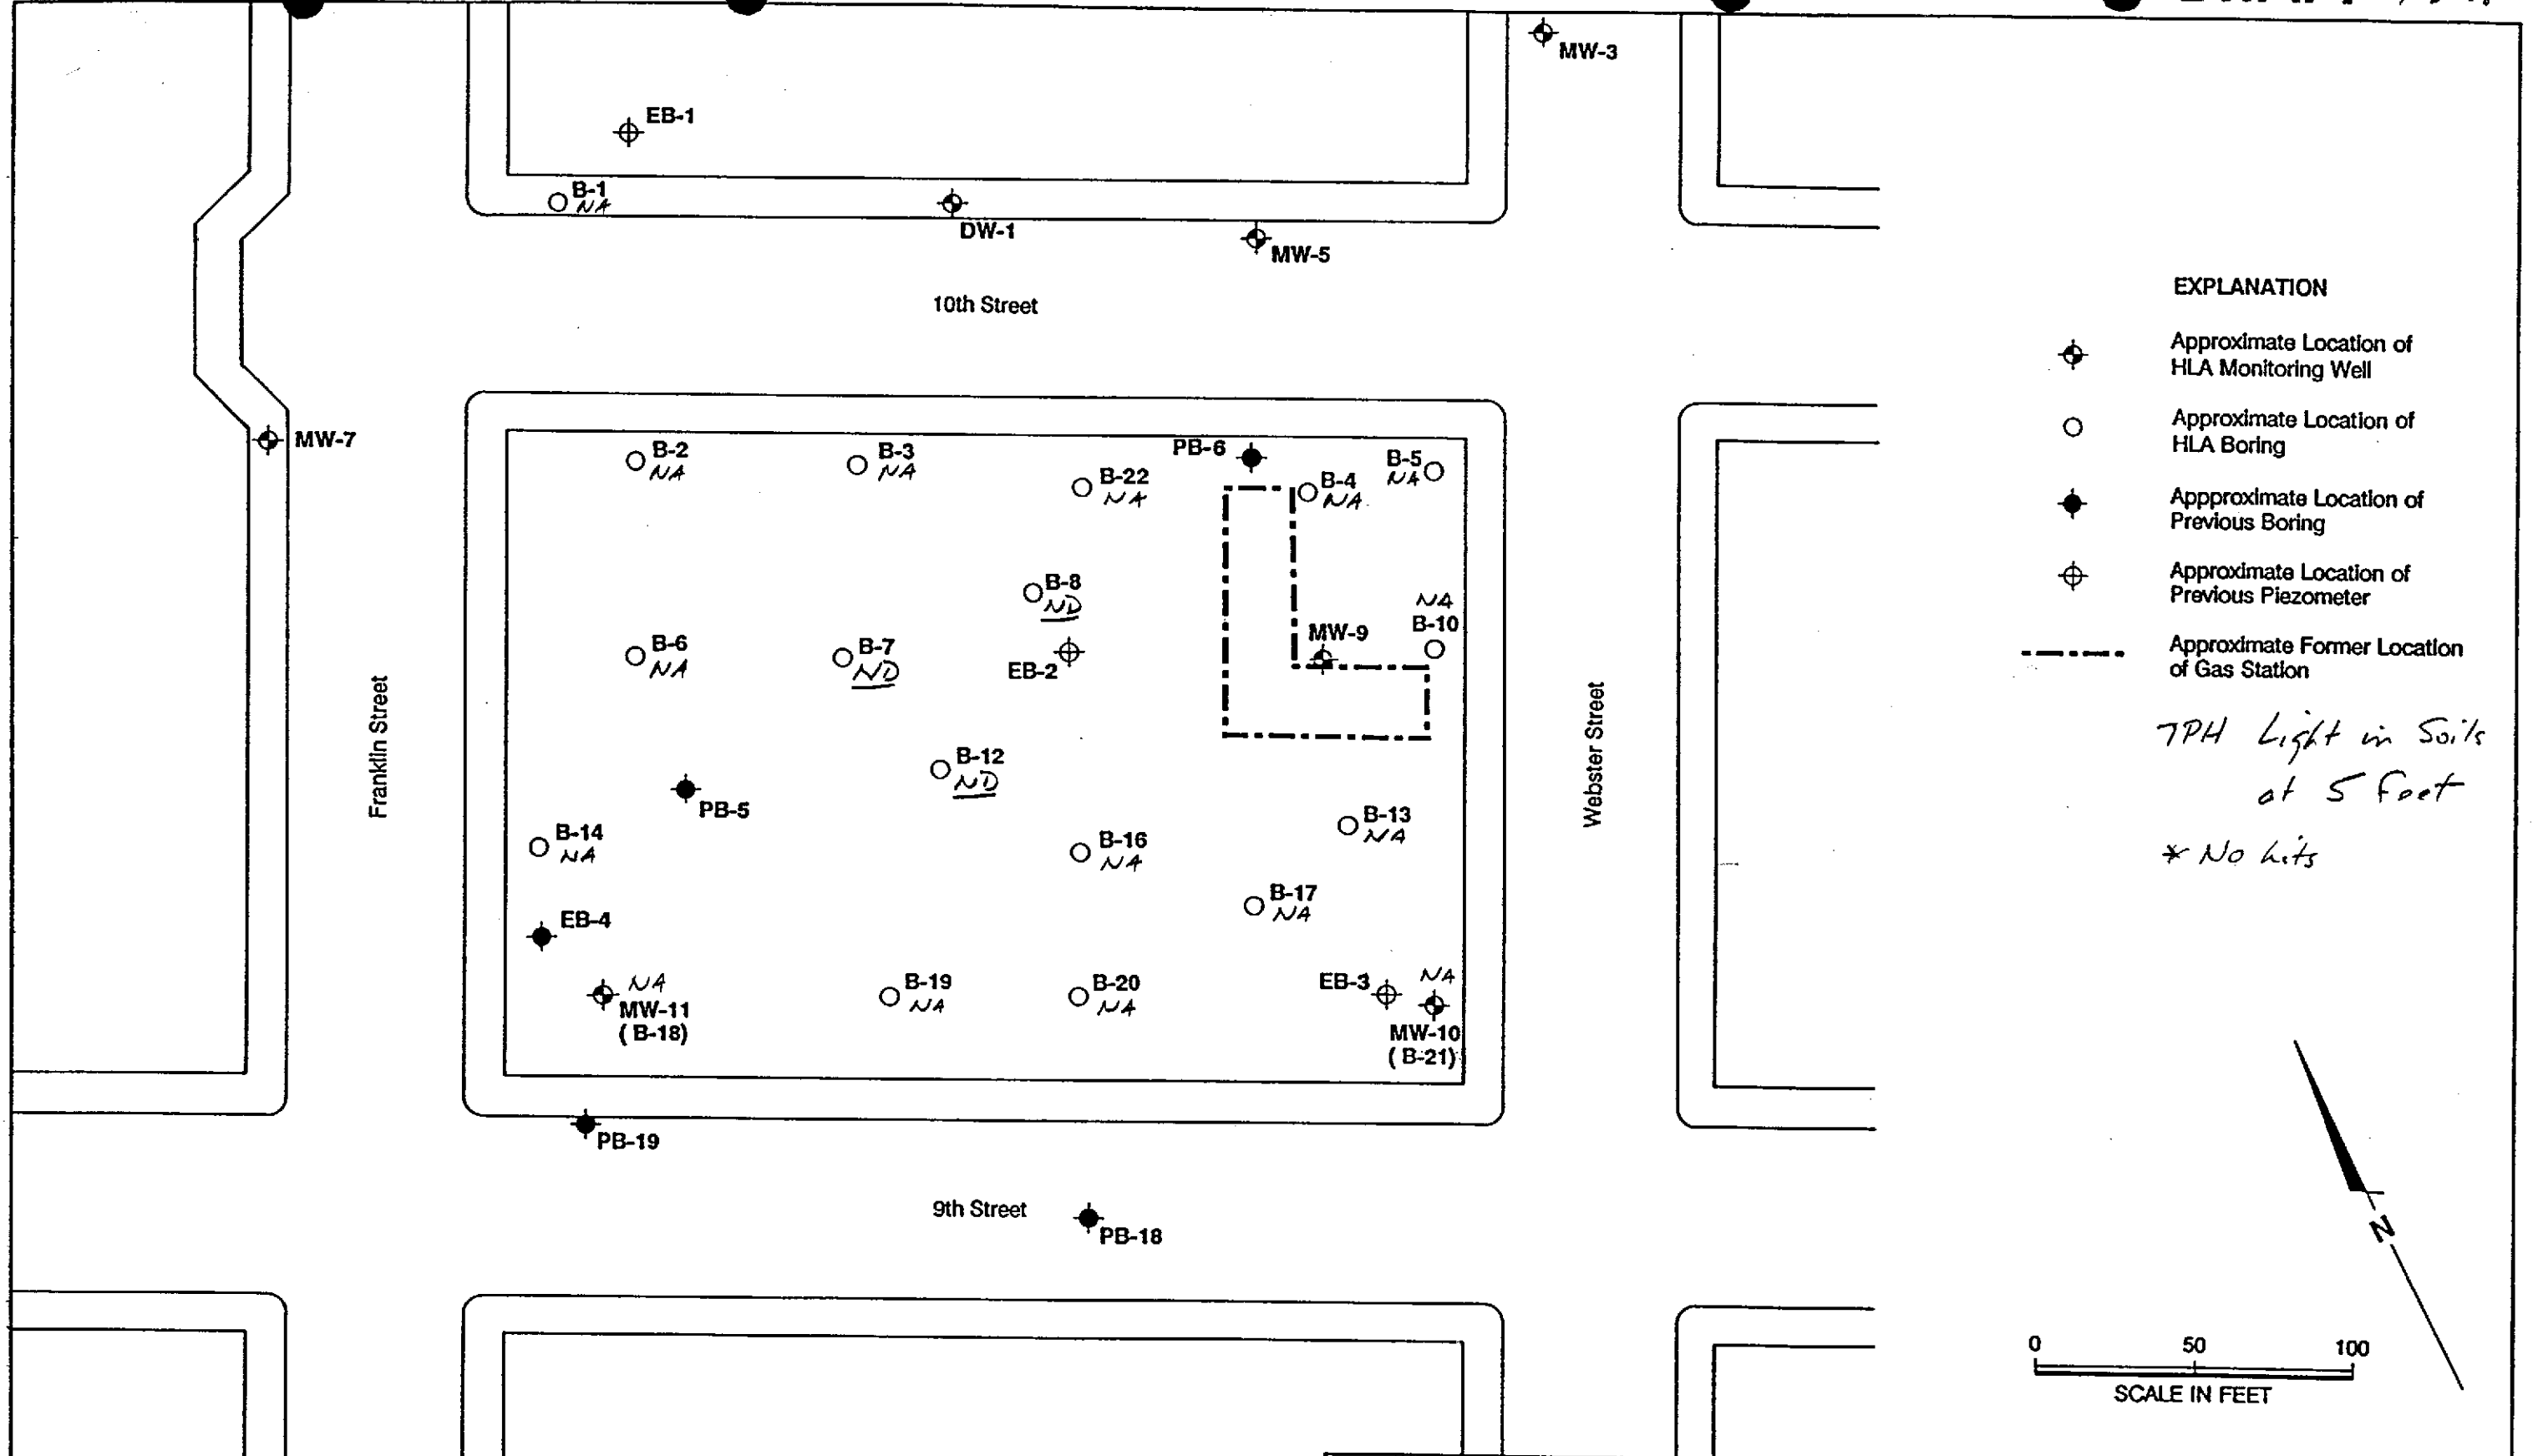 MW-3
EB-1
B-1
NA
DW-1
MW-5
10th Street
MW-7
B-2
NA
B-3
NA
B-22
NA
PB-6
B-4
NA
B-5
NA
B-8
ND
B-6
NA
B-7
ND
EB-2
MW-9
NA
B-10
Franklin Street
Webster Street
B-12
ND
PB-5
B-14
NA
B-16
NA
B-13
NA
B-17
NA
EB-4
NA
MW-11
( B-18)
B-19
NA
B-20
NA
EB-3
NA
MW-10
( B-21)
PB-19
9th Street
PB-18
EXPLANATION
Approximate Location of
HLA Monitoring Well
Approximate Location of
HLA Boring
Appproximate Location of
Previous Boring
Approximate Location of
Previous Piezometer
Approximate Former Location
of Gas Station
TPH Light in Soils
at 5 feet
* No hits
N
0 50 100
SCALE IN FEET